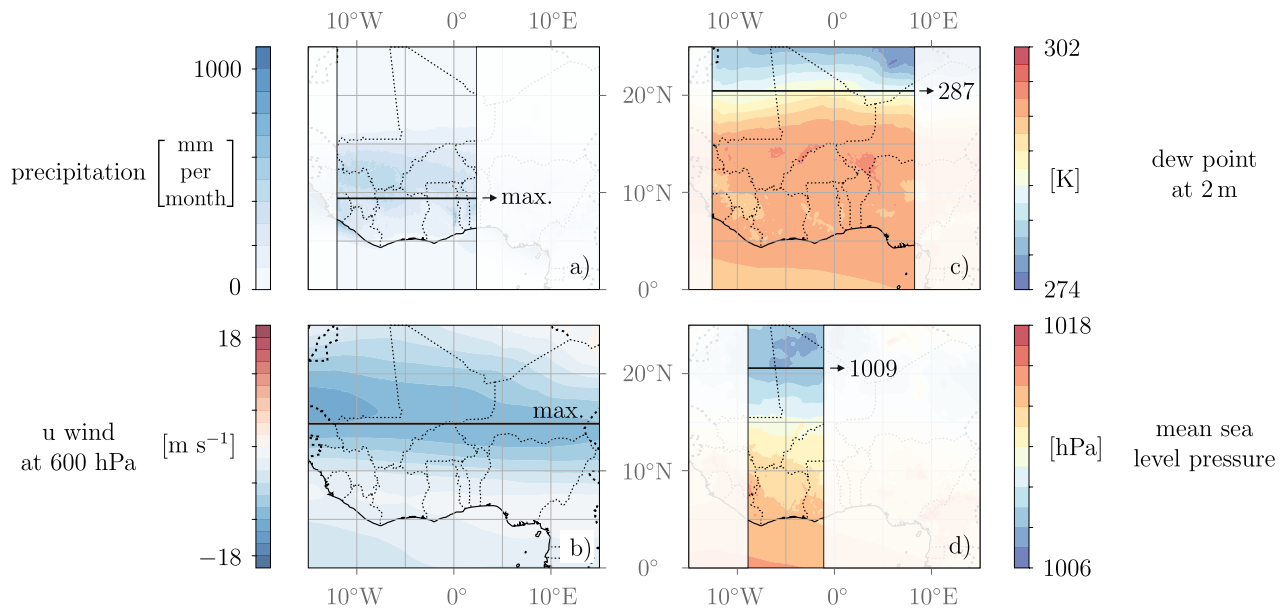 10°W 0° 10°E 10°W 0° 10°E
1000
precipitation
mm
per
month
0
max.
a)
20°N
10°N
0°
287
c)
302
[K]
274
dew point
at 2 m
18
u wind
at 600 hPa
[m s⁻¹]
−18
max.
b)
20°N
10°N
0°
1009
d)
1018
[hPa]
1006
mean sea
level pressure
10°W 0° 10°E 10°W 0° 10°E